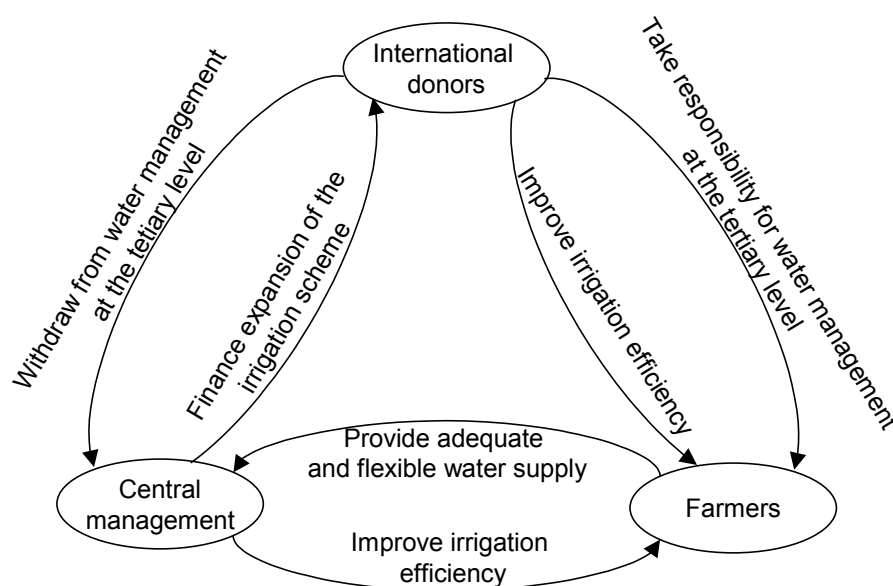 International
donors
Withdraw from water management
at the tetiary level
Finance expansion of the
irrigation scheme
Improve irrigation efficiency
Take responsibility for water management
at the tertiary level
Provide adequate
and flexible water supply
Central
management
Farmers
Improve irrigation
efficiency